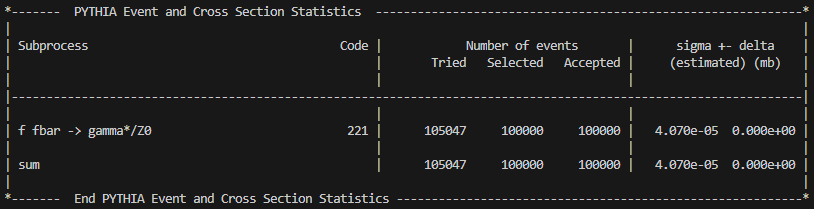 *-------  PYTHIA Event and Cross Section Statistics  -------------------------------------------------------------*
|                                                                                                                 |
| Subprocess                                    Code |            Number of events       |      sigma +- delta    |
|                                                    |       Tried   Selected   Accepted |     (estimated) (mb)   |
|                                                    |                                   |                        |
|-----------------------------------------------------------------------------------------------------------------|
|                                                    |                                   |                        |
| f fbar -> gamma*/Z0                            221 |      105047     100000     100000 |   4.070e-05  0.000e+00 |
|                                                    |                                   |                        |
| sum                                                |      105047     100000     100000 |   4.070e-05  0.000e+00 |
|                                                                                                                 |
*-------  End PYTHIA Event and Cross Section Statistics ----------------------------------------------------------*